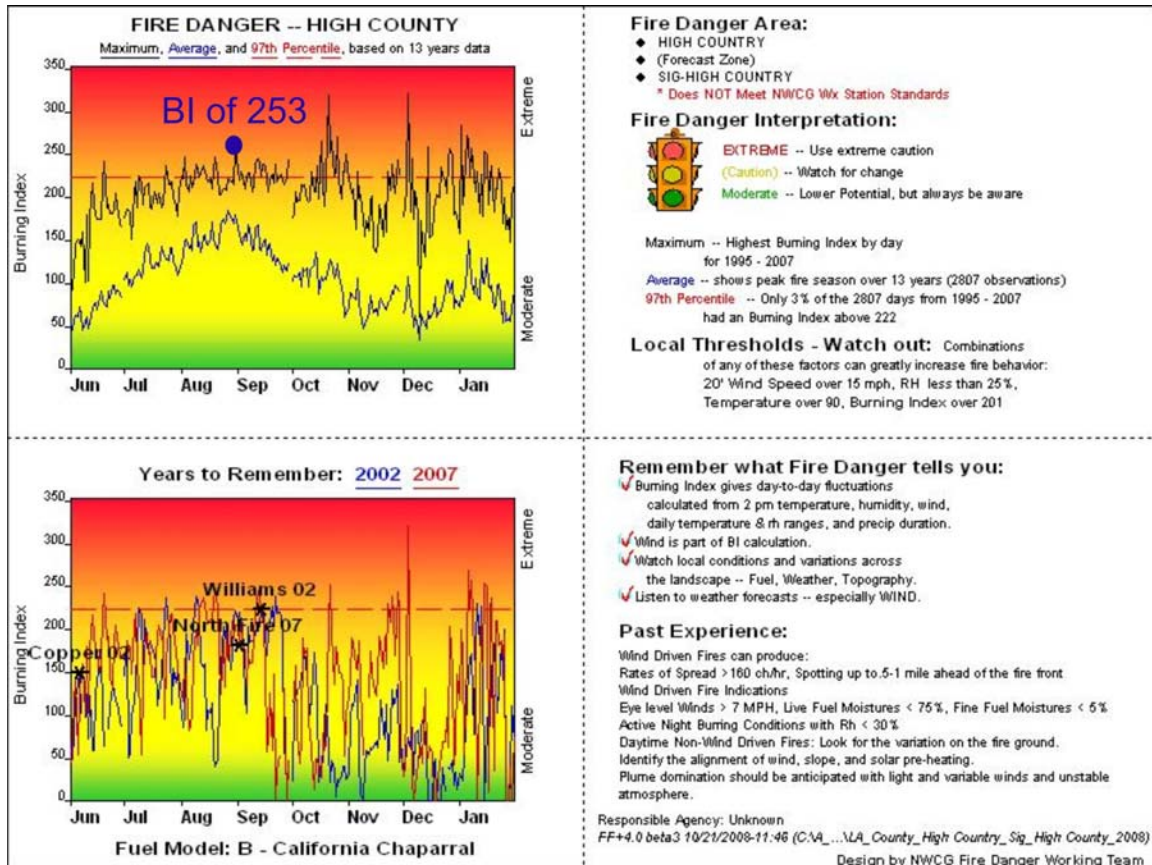 FIRE DANGER -- HIGH COUNTY
Maximum, Average, and 97th Percentile, based on 13 years data
350
300
250
200
150
100
50
0
Burning Index
BI of 253
Extreme
Moderate
Jun Jul Aug Sep Oct Nov Dec Jan
Fire Danger Area:
◆ HIGH COUNTRY
◆ (Forecast Zone)
◆ SIG-HIGH COUNTRY
* Does NOT Meet NWCG Wx Station Standards
Fire Danger Interpretation:
EXTREME -- Use extreme caution
(Caution) -- Watch for change
Moderate -- Lower Potential, but always be aware
Maximum -- Highest Burning Index by day
for 1995 - 2007
Average -- shows peak fire season over 13 years (2807 observations)
97th Percentile -- Only 3% of the 2807 days from 1995 - 2007
had an Burning Index above 222
Local Thresholds - Watch out: Combinations
of any of these factors can greatly increase fire behavior:
20' Wind Speed over 15 mph, RH less than 25%,
Temperature over 90, Burning Index over 201
Years to Remember: 2002 2007
350
300
250
200
150
100
50
0
Burning Index
Williams 02
North Fire 07
Copper 02
Extreme
Moderate
Jun Jul Aug Sep Oct Nov Dec Jan
Fuel Model: B - California Chaparral
Remember what Fire Danger tells you:
Burning Index gives day-to-day fluctuations
calculated from 2 pm temperature, humidity, wind,
daily temperature & rh ranges, and precip duration.
Wind is part of BI calculation.
Watch local conditions and variations across
the landscape -- Fuel, Weather, Topography.
Listen to weather forecasts -- especially WIND.
Past Experience:
Wind Driven Fires can produce:
Rates of Spread >160 ch/hr, Spotting up to.5-1 mile ahead of the fire front
Wind Driven Fire Indications
Eye level Winds > 7 MPH, Live Fuel Moistures < 75%, Fine Fuel Moistures < 5%
Active Night Burring Conditions with Rh < 30%
Daytime Non-Wind Driven Fires: Look for the variation on the fire ground.
Identify the alignment of wind, slope, and solar pre-heating.
Plume domination should be anticipated with light and variable winds and unstable
atmosphere.
Responsible Agency: Unknown
FF+4.0 beta3 10/21/2008-11:46 (C:\A_...\LA_County_High Country_Sig_High County_2008)
Design by NWCG Fire Danger Working Team